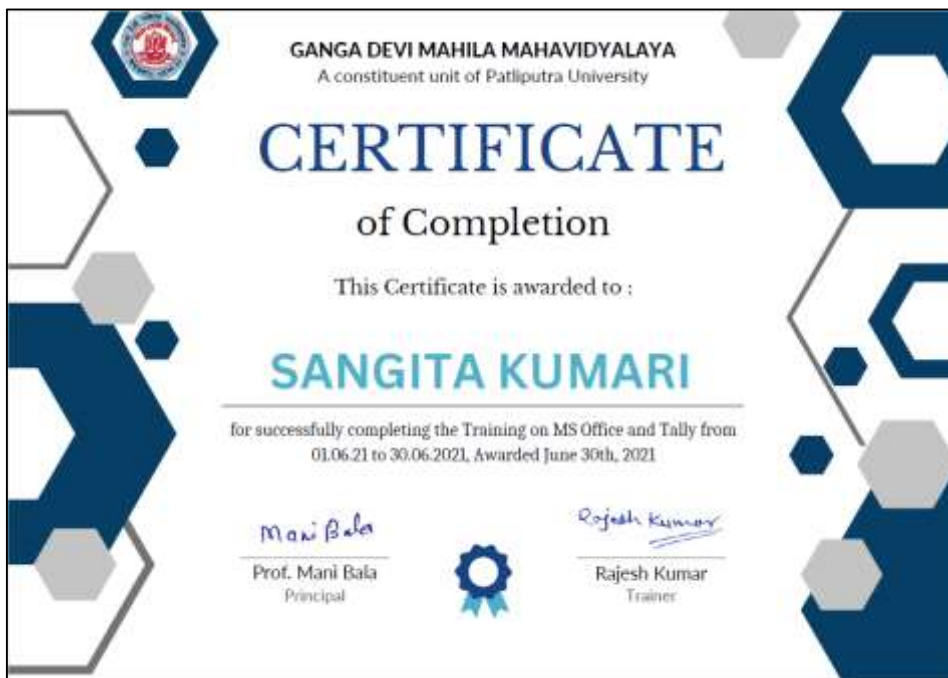 GANGA DEVI MAHILA MAHAVIDYALAYA
A constituent unit of Patliputra University
CERTIFICATE
of Completion
This Certificate is awarded to :
SANGITA KUMARI
for successfully completing the Training on MS Office and Tally from
01.06.21 to 30.06.2021, Awarded June 30th, 2021
Mani Bala
Rajesh Kumar
Prof. Mani Bala
Rajesh Kumar
Principal
Trainer